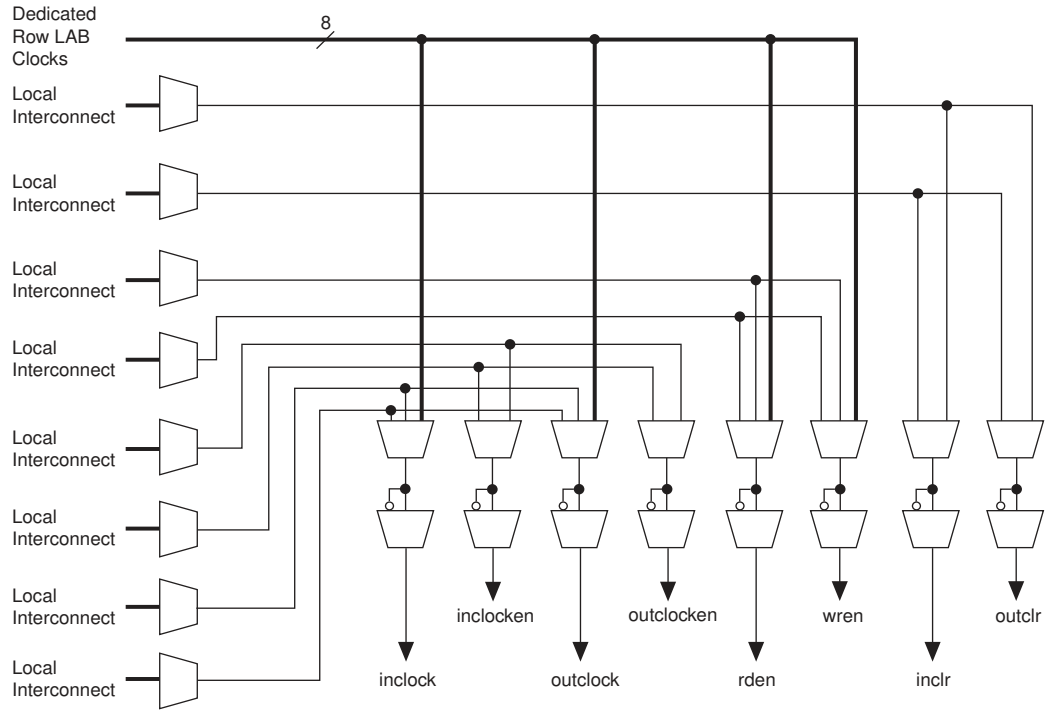 Dedicated
Row LAB
Clocks
8
Local
Interconnect
Local
Interconnect
Local
Interconnect
Local
Interconnect
Local
Interconnect
Local
Interconnect
Local
Interconnect
Local
Interconnect
inclocken
outclocken
wren
outclr
inclock
outclock
rden
inclr